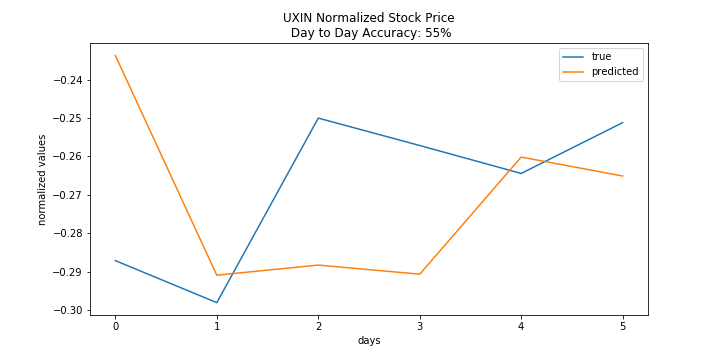 UXIN Normalized Stock Price
Day to Day Accuracy: 55%
true
predicted
normalized values
−0.24
−0.25
−0.26
−0.27
−0.28
−0.29
−0.30
0 1 2 3 4 5
days